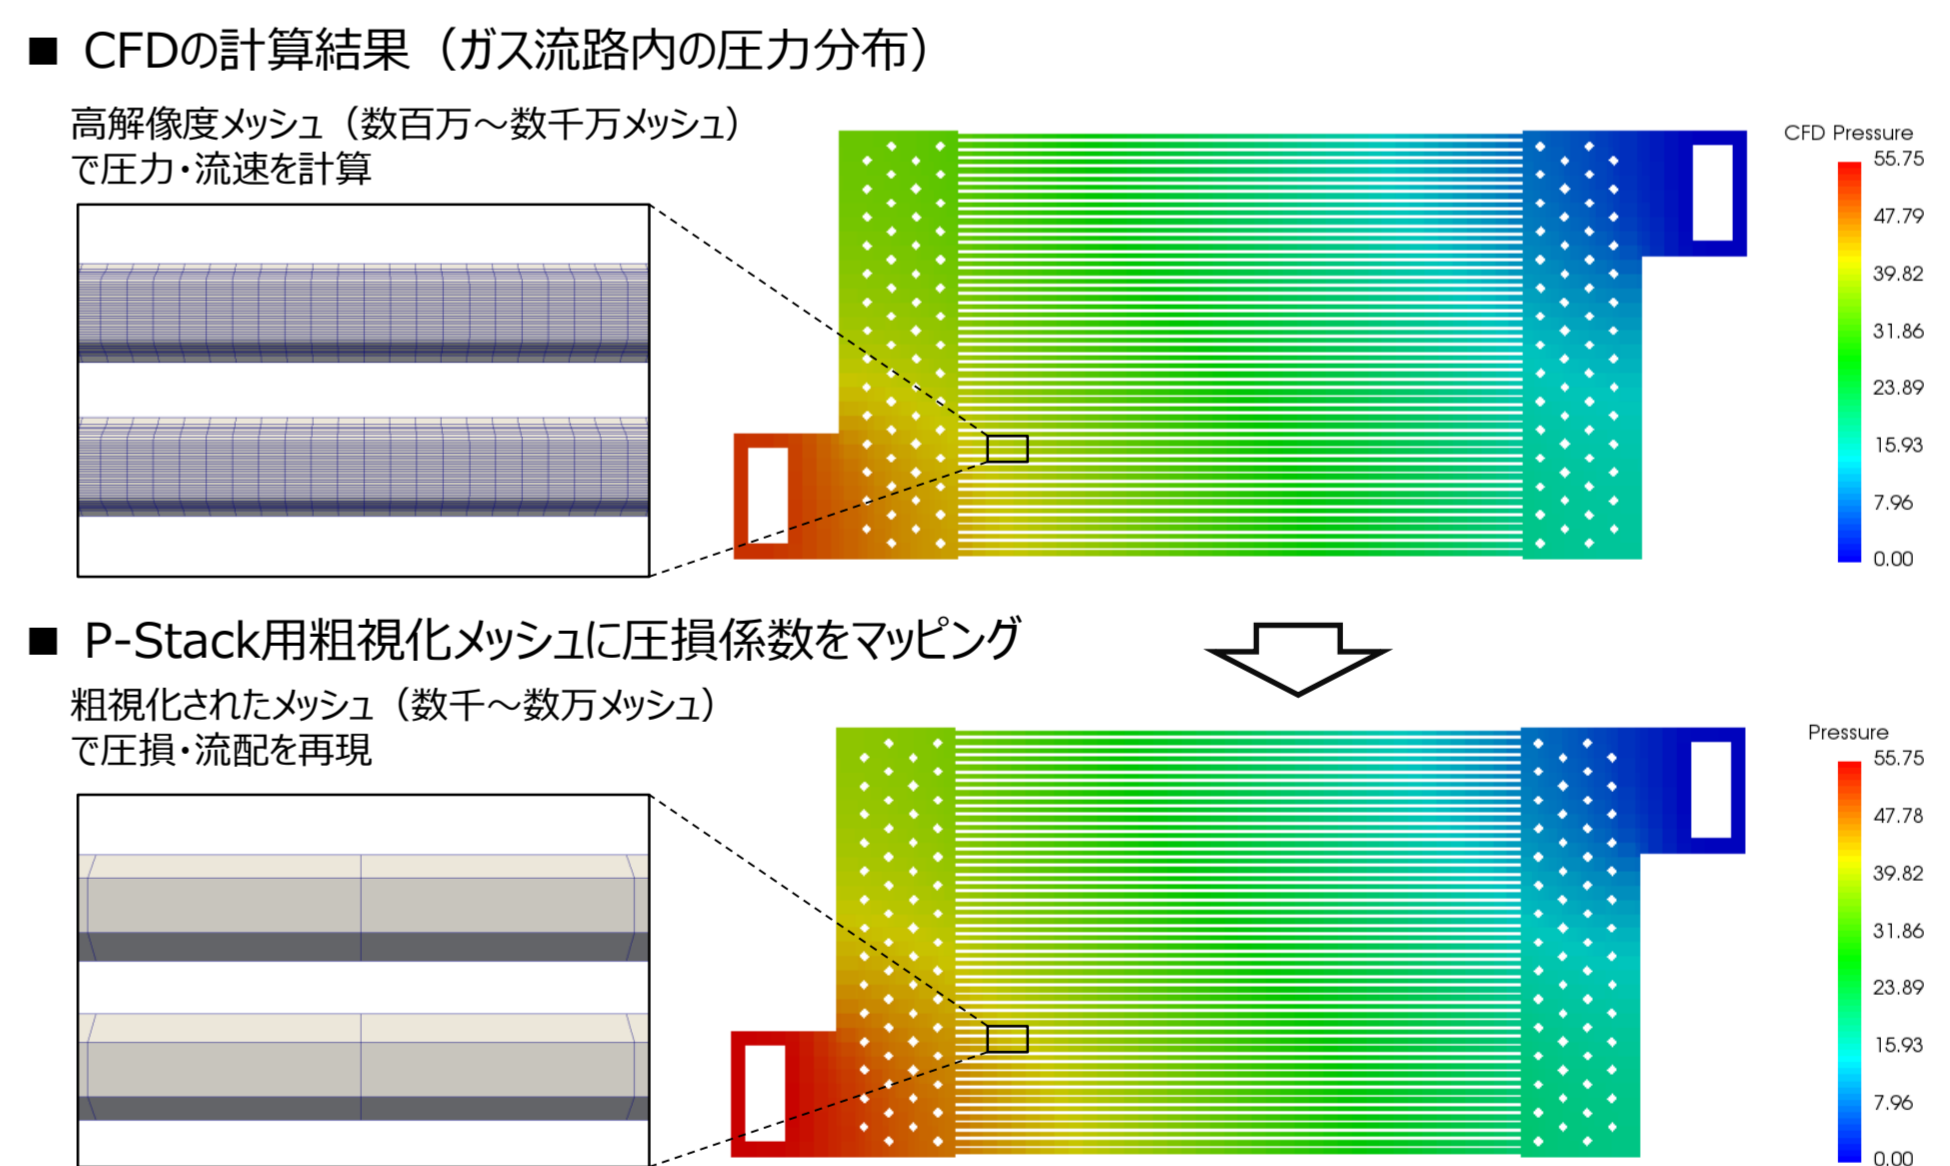 ■ CFDの計算結果（ガス流路内の圧力分布）
高解像度メッシュ（数百万～数千万メッシュ）
で圧力・流速を計算
CFD Pressure
55.75
47.79
39.82
31.86
23.89
15.93
7.96
0.00
■ P-Stack用粗視化メッシュに圧損係数をマッピング
粗視化されたメッシュ（数千～数万メッシュ）
で圧損・流配を再現
Pressure
55.75
47.78
39.82
31.86
23.89
15.93
7.96
0.00